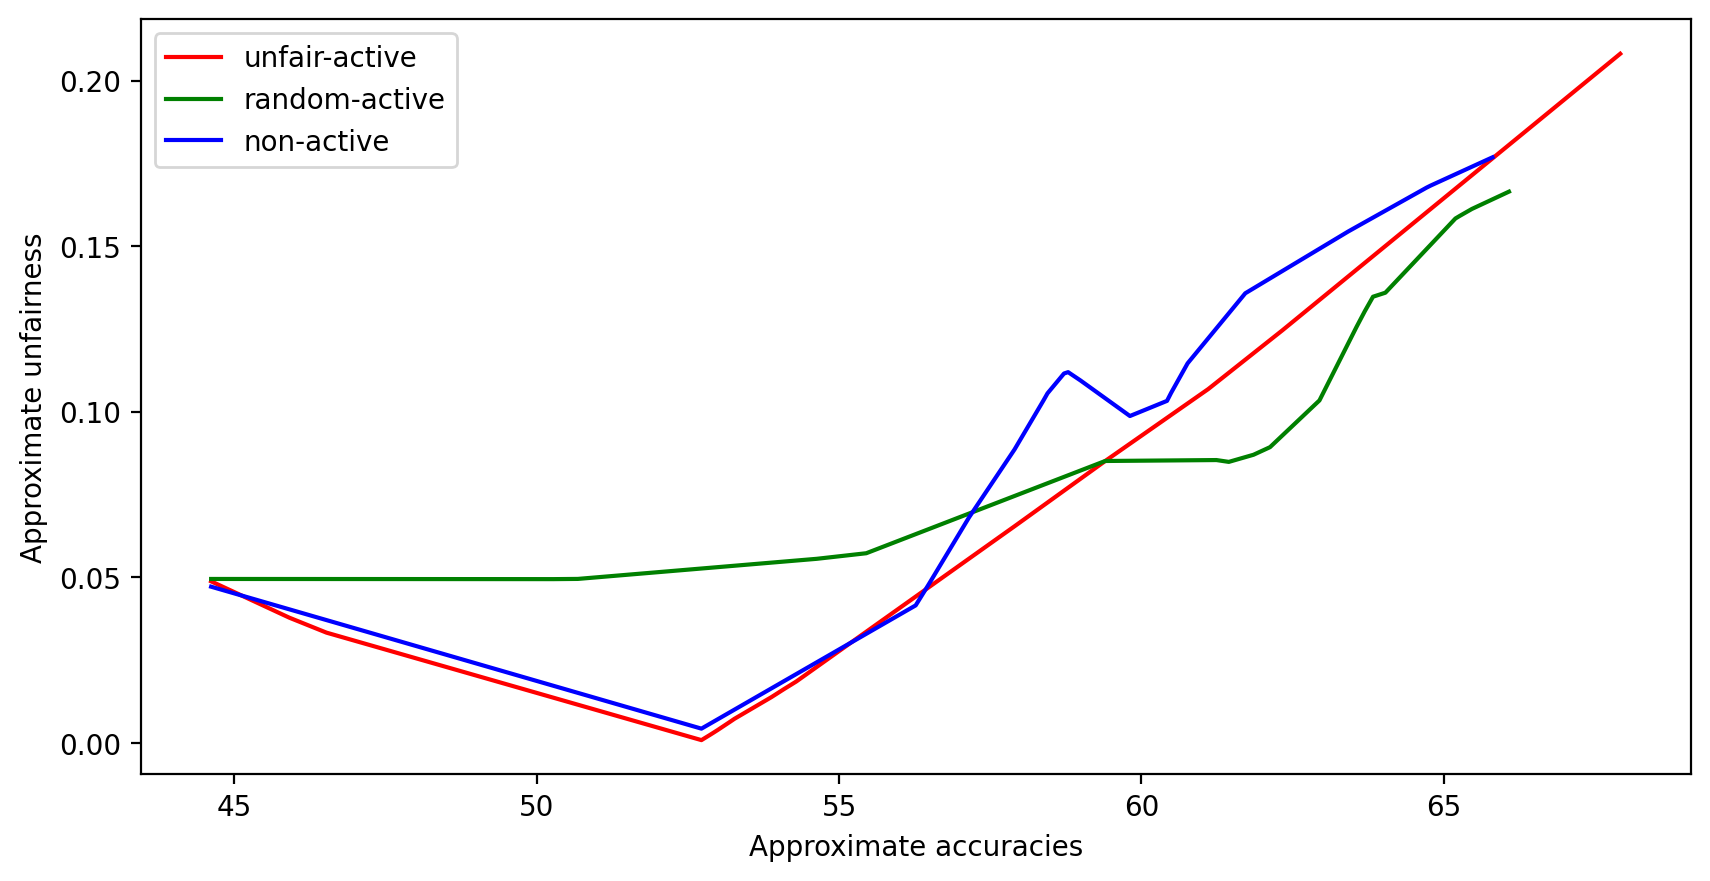 unfair-active
random-active
non-active
0.20
0.15
0.10
0.05
0.00
Approximate unfairness
45
50
55
60
65
Approximate accuracies